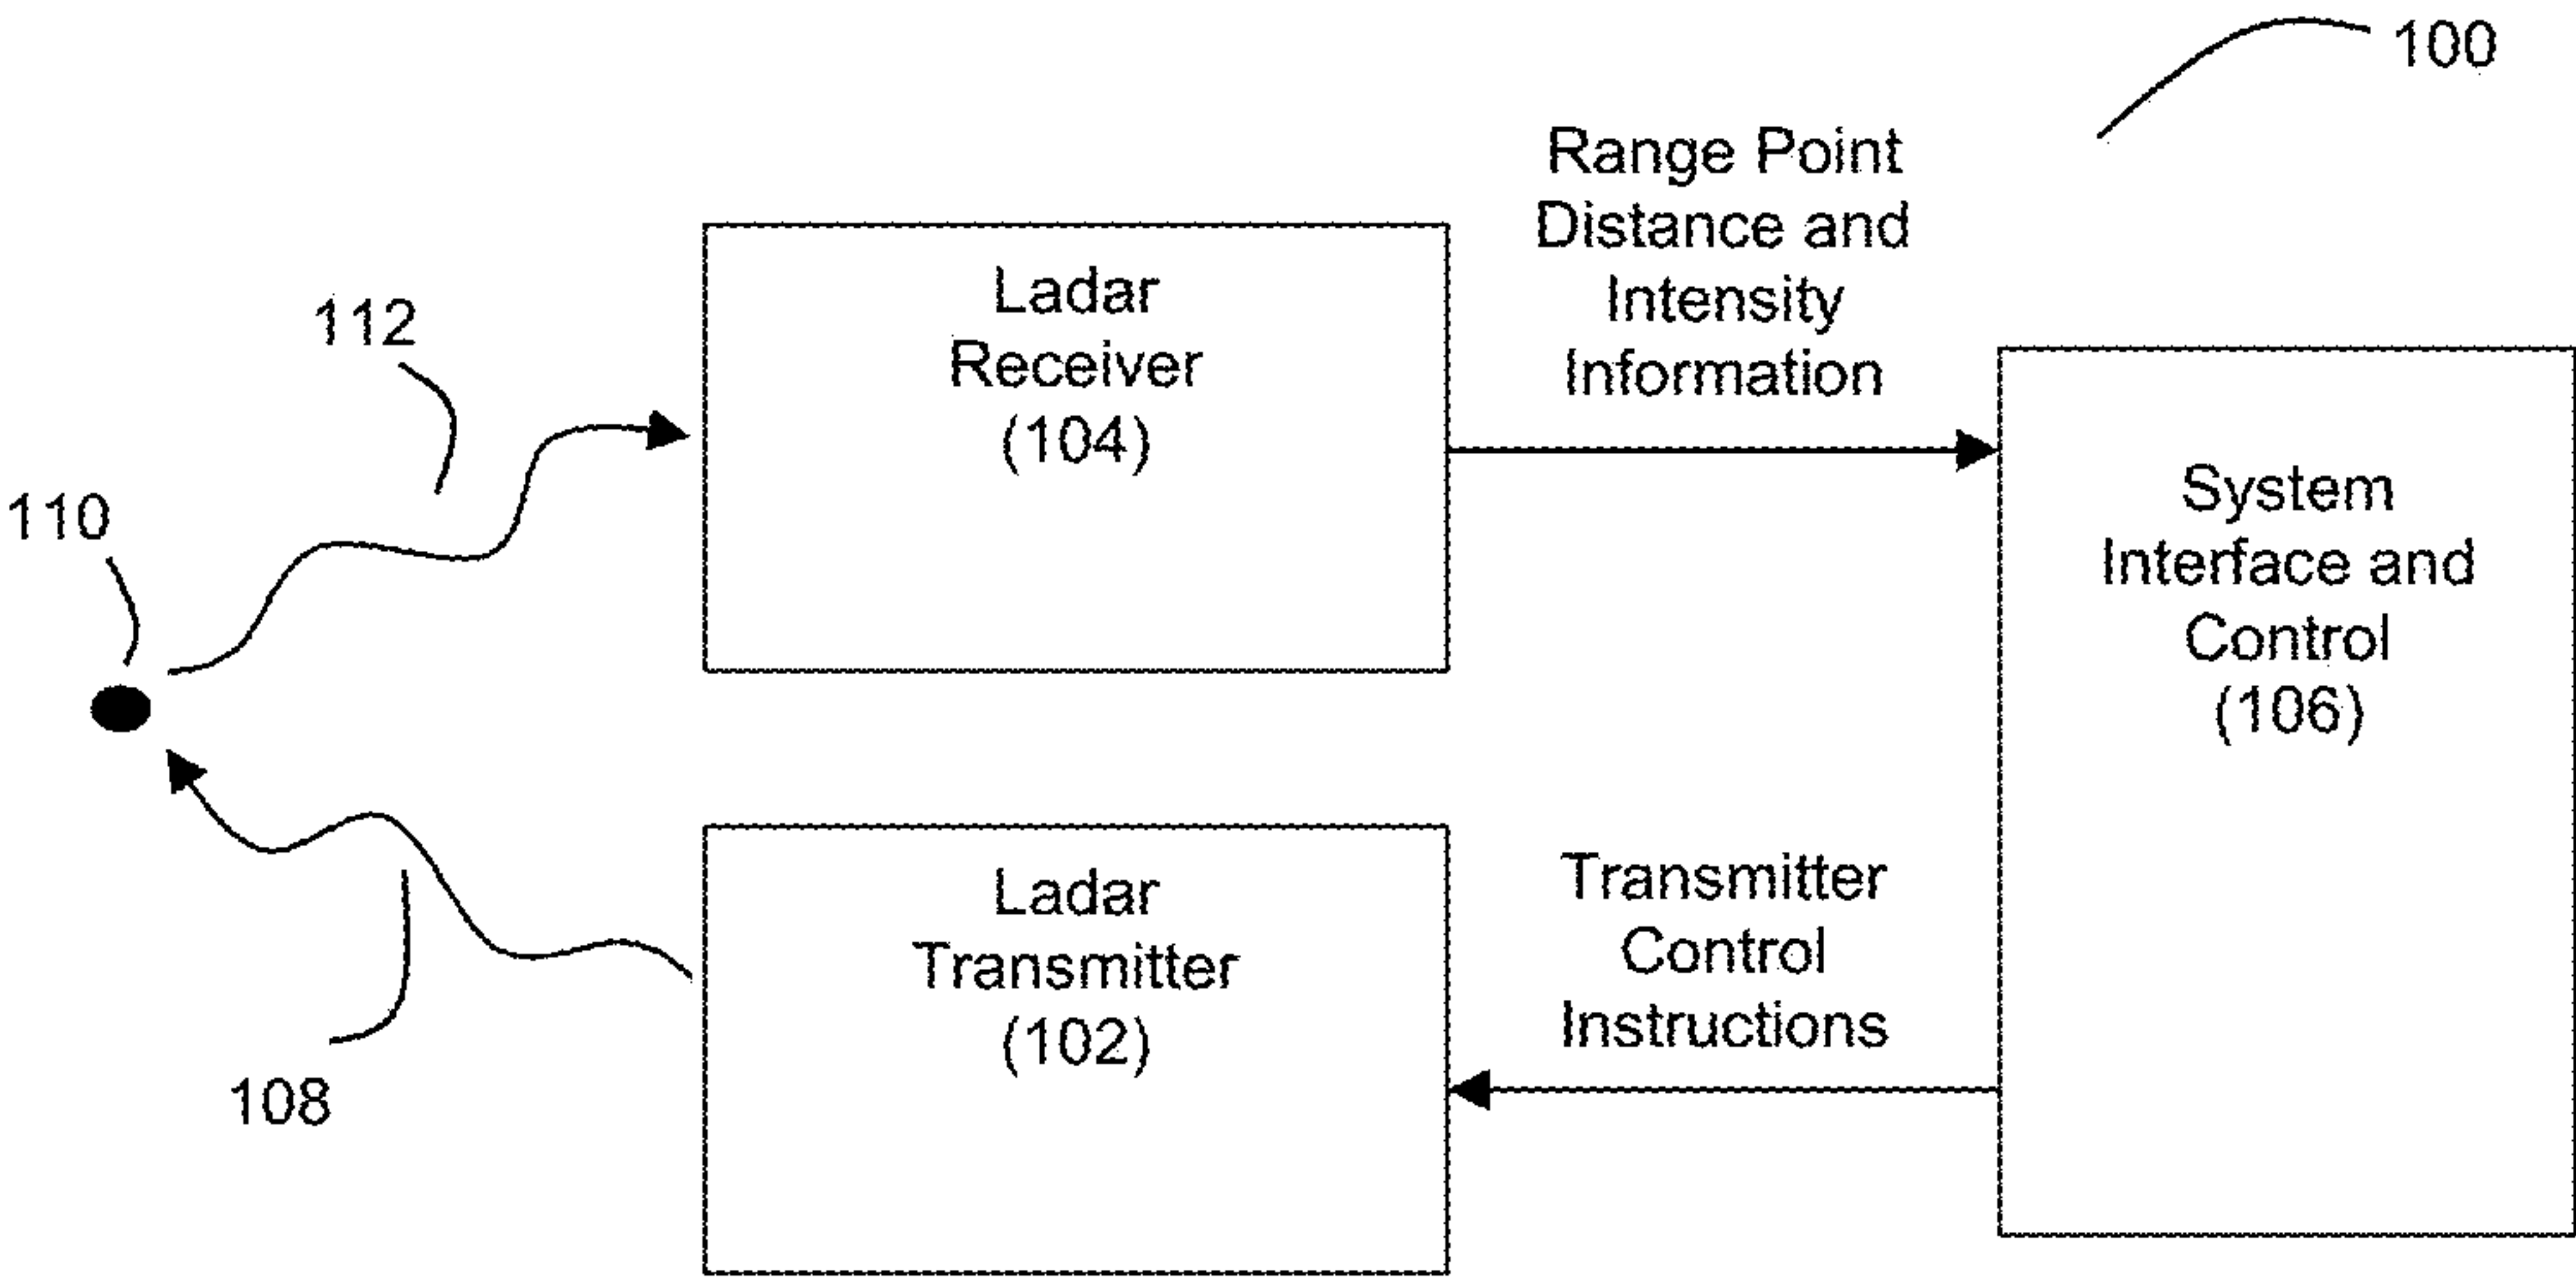 100
Range Point
Distance and
Intensity
Information
Ladar
Receiver
(104)
112
110
System
Interface and
Control
(106)
Ladar
Transmitter
(102)
Transmitter
Control
Instructions
108